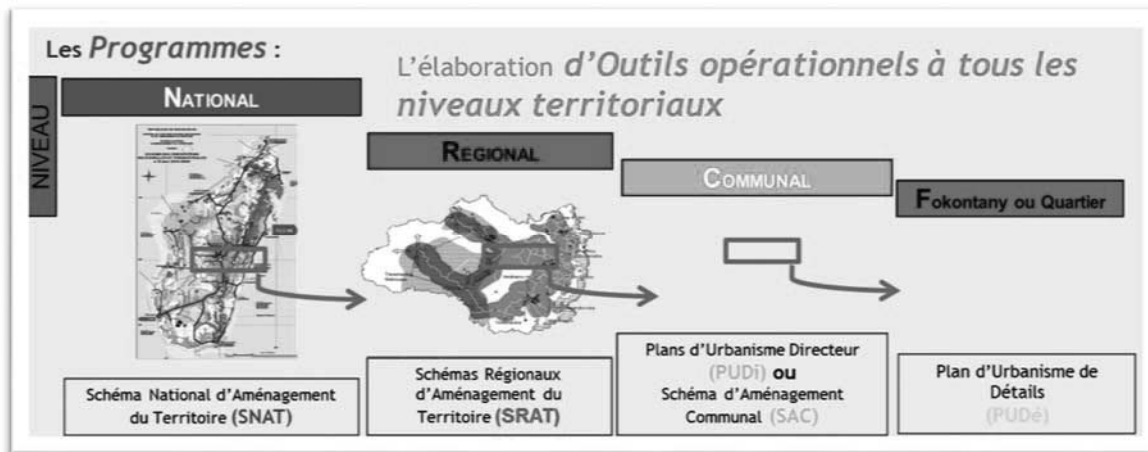 Les Programmes :
L'élaboration d'Outils opérationnels à tous les
niveaux territoriaux
NIVEAU
NATIONAL
RÉGIONAL
COMMUNAL
Fokontany ou Quartier
Schéma National d'Aménagement
du Territoire (SNAT)
Schémas Régionaux
d'Aménagement du
Territoire (SRAT)
Plans d'Urbanisme Directeur
(PUDi) ou
Schéma d'Aménagement
Communal (SAC)
Plan d'Urbanisme de
Détails
(PUDé)